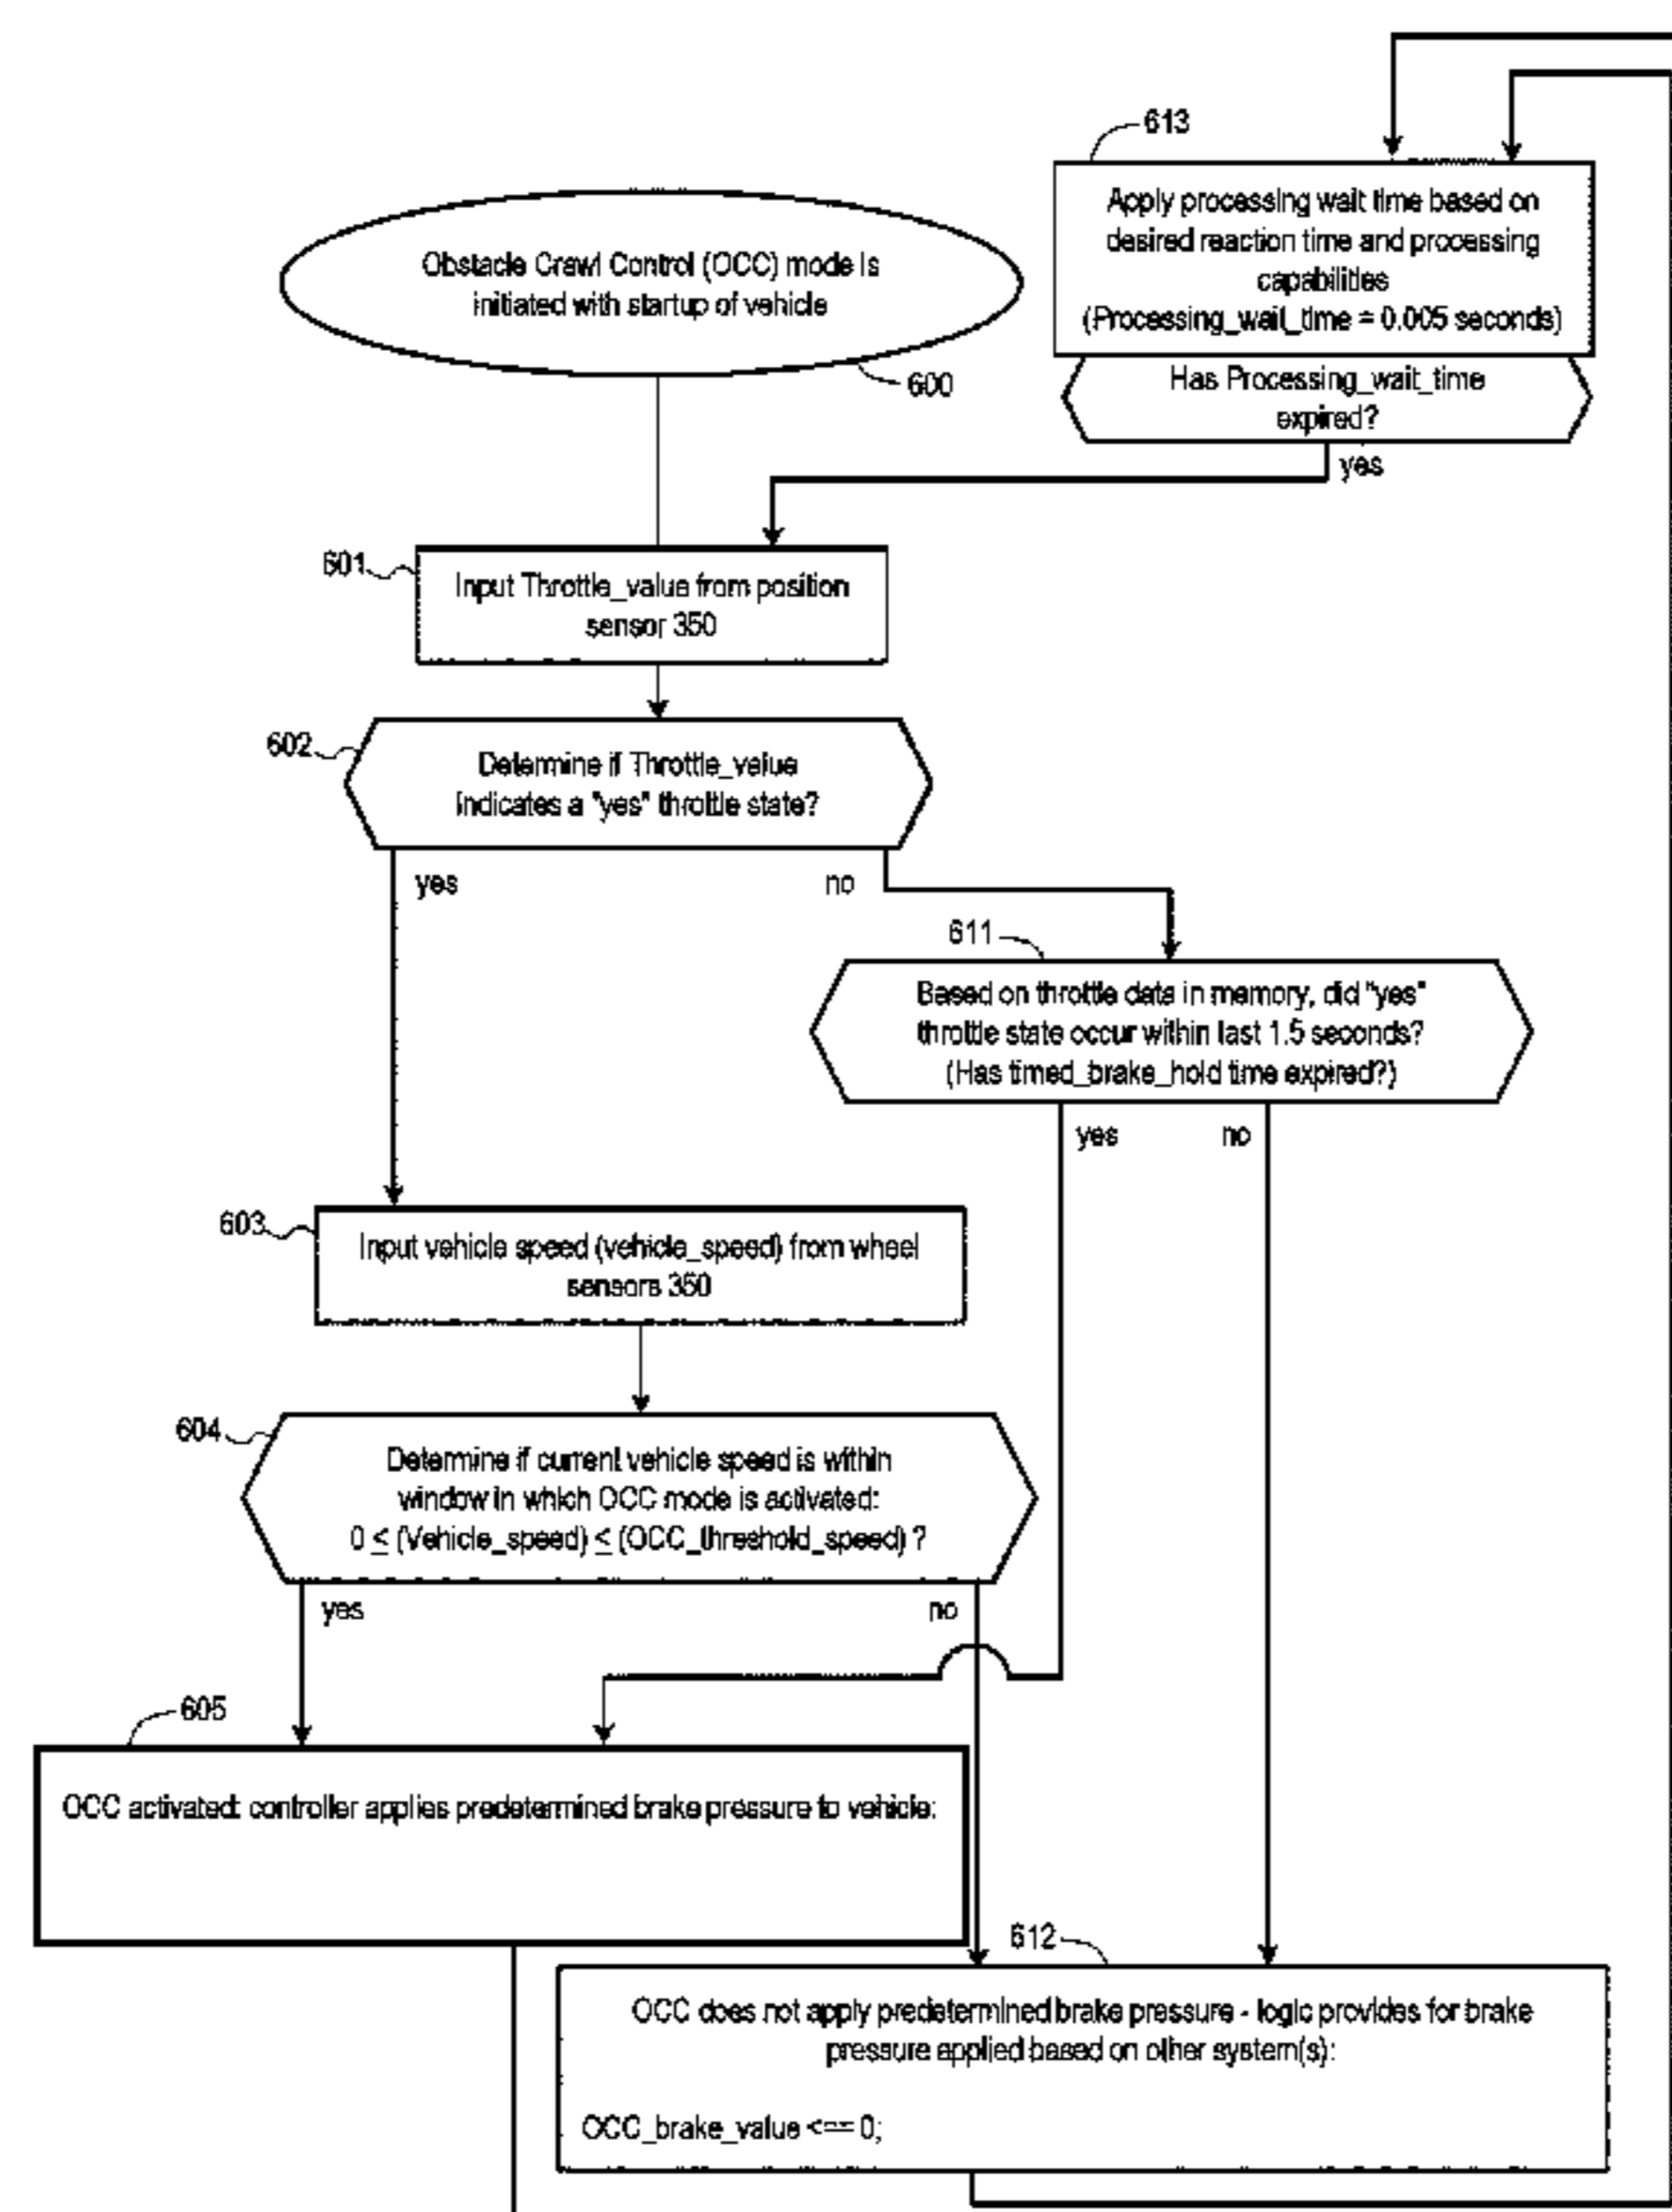 613
Apply processing wait time based on
desired reaction time and processing
capabilities
(Processing_wait_time = 0.005 seconds)
Obstacle Crawl Control (OCC) mode is
initiated with startup of vehicle
600
Has Processing_wait_time
expired?
yes
601
Input Throttle_value from position
sensor 350
602
Determine if Throttle_value
indicates a "yes" throttle state?
yes
no
611
Based on throttle data in memory, did "yes"
throttle state occur within last 1.5 seconds?
(Has timed_brake_hold time expired?)
yes
no
603
Input vehicle speed (vehicle_speed) from wheel
sensors 350
604
Determine if current vehicle speed is within
window in which OCC mode is activated:
0 ≤ (Vehicle_speed) ≤ (OCC_threshold_speed) ?
yes
no
605
OCC activated: controller applies predetermined brake pressure to vehicle:
612
OCC does not apply predetermined brake pressure - logic provides for brake
pressure applied based on other system(s):
OCC_brake_value <== 0;